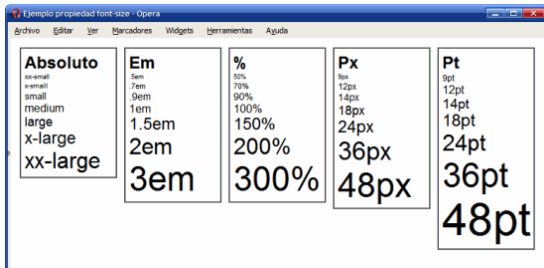 Ejemplo propiedad font-size - Opera
Archivo Editar Ver Marcadores Widgets Herramientas Ayuda
Absoluto
xx-small
x-small
small
medium
large
x-large
xx-large
Em
.5em
.7em
.9em
1em
1.5em
2em
3em
%
50%
70%
90%
100%
150%
200%
300%
Px
9px
12px
14px
18px
24px
36px
48px
Pt
9pt
12pt
14pt
18pt
24pt
36pt
48pt